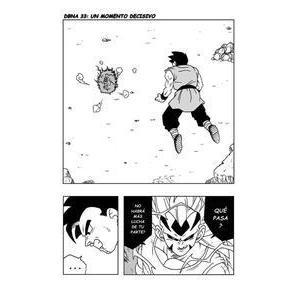 DBNA 33: UN MOMENTO DECISIVO
...
QUÉ
PASA
?
NO
HABRÁ
MÁS
LUCHA
DE TU
PARTE?